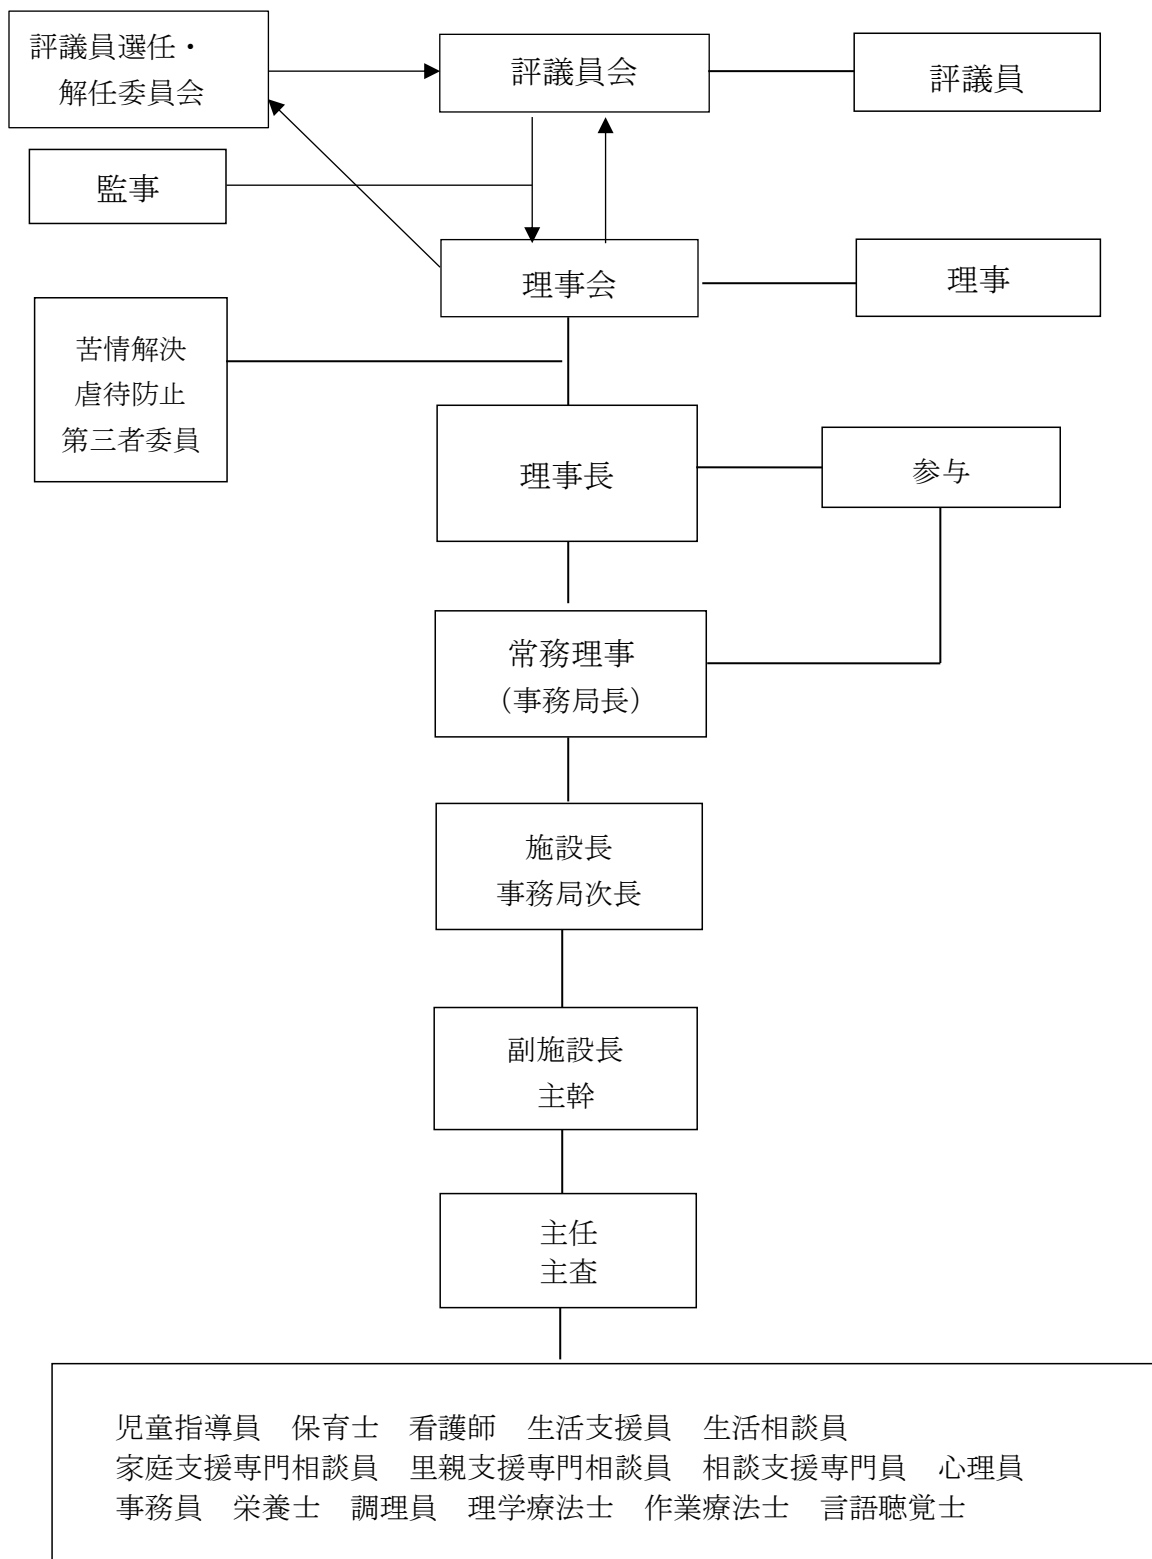 評議員選任・
解任委員会
評議員会
評議員
監事
理事会
理事
苦情解決
虐待防止
第三者委員
理事長
参与
常務理事
(事務局長)
施設長
事務局次長
副施設長
主幹
主任
主査
児童指導員　保育士　看護師　生活支援員　生活相談員
家庭支援専門相談員　里親支援専門相談員　相談支援専門員　心理員
事務員　栄養士　調理員　理学療法士　作業療法士　言語聴覚士